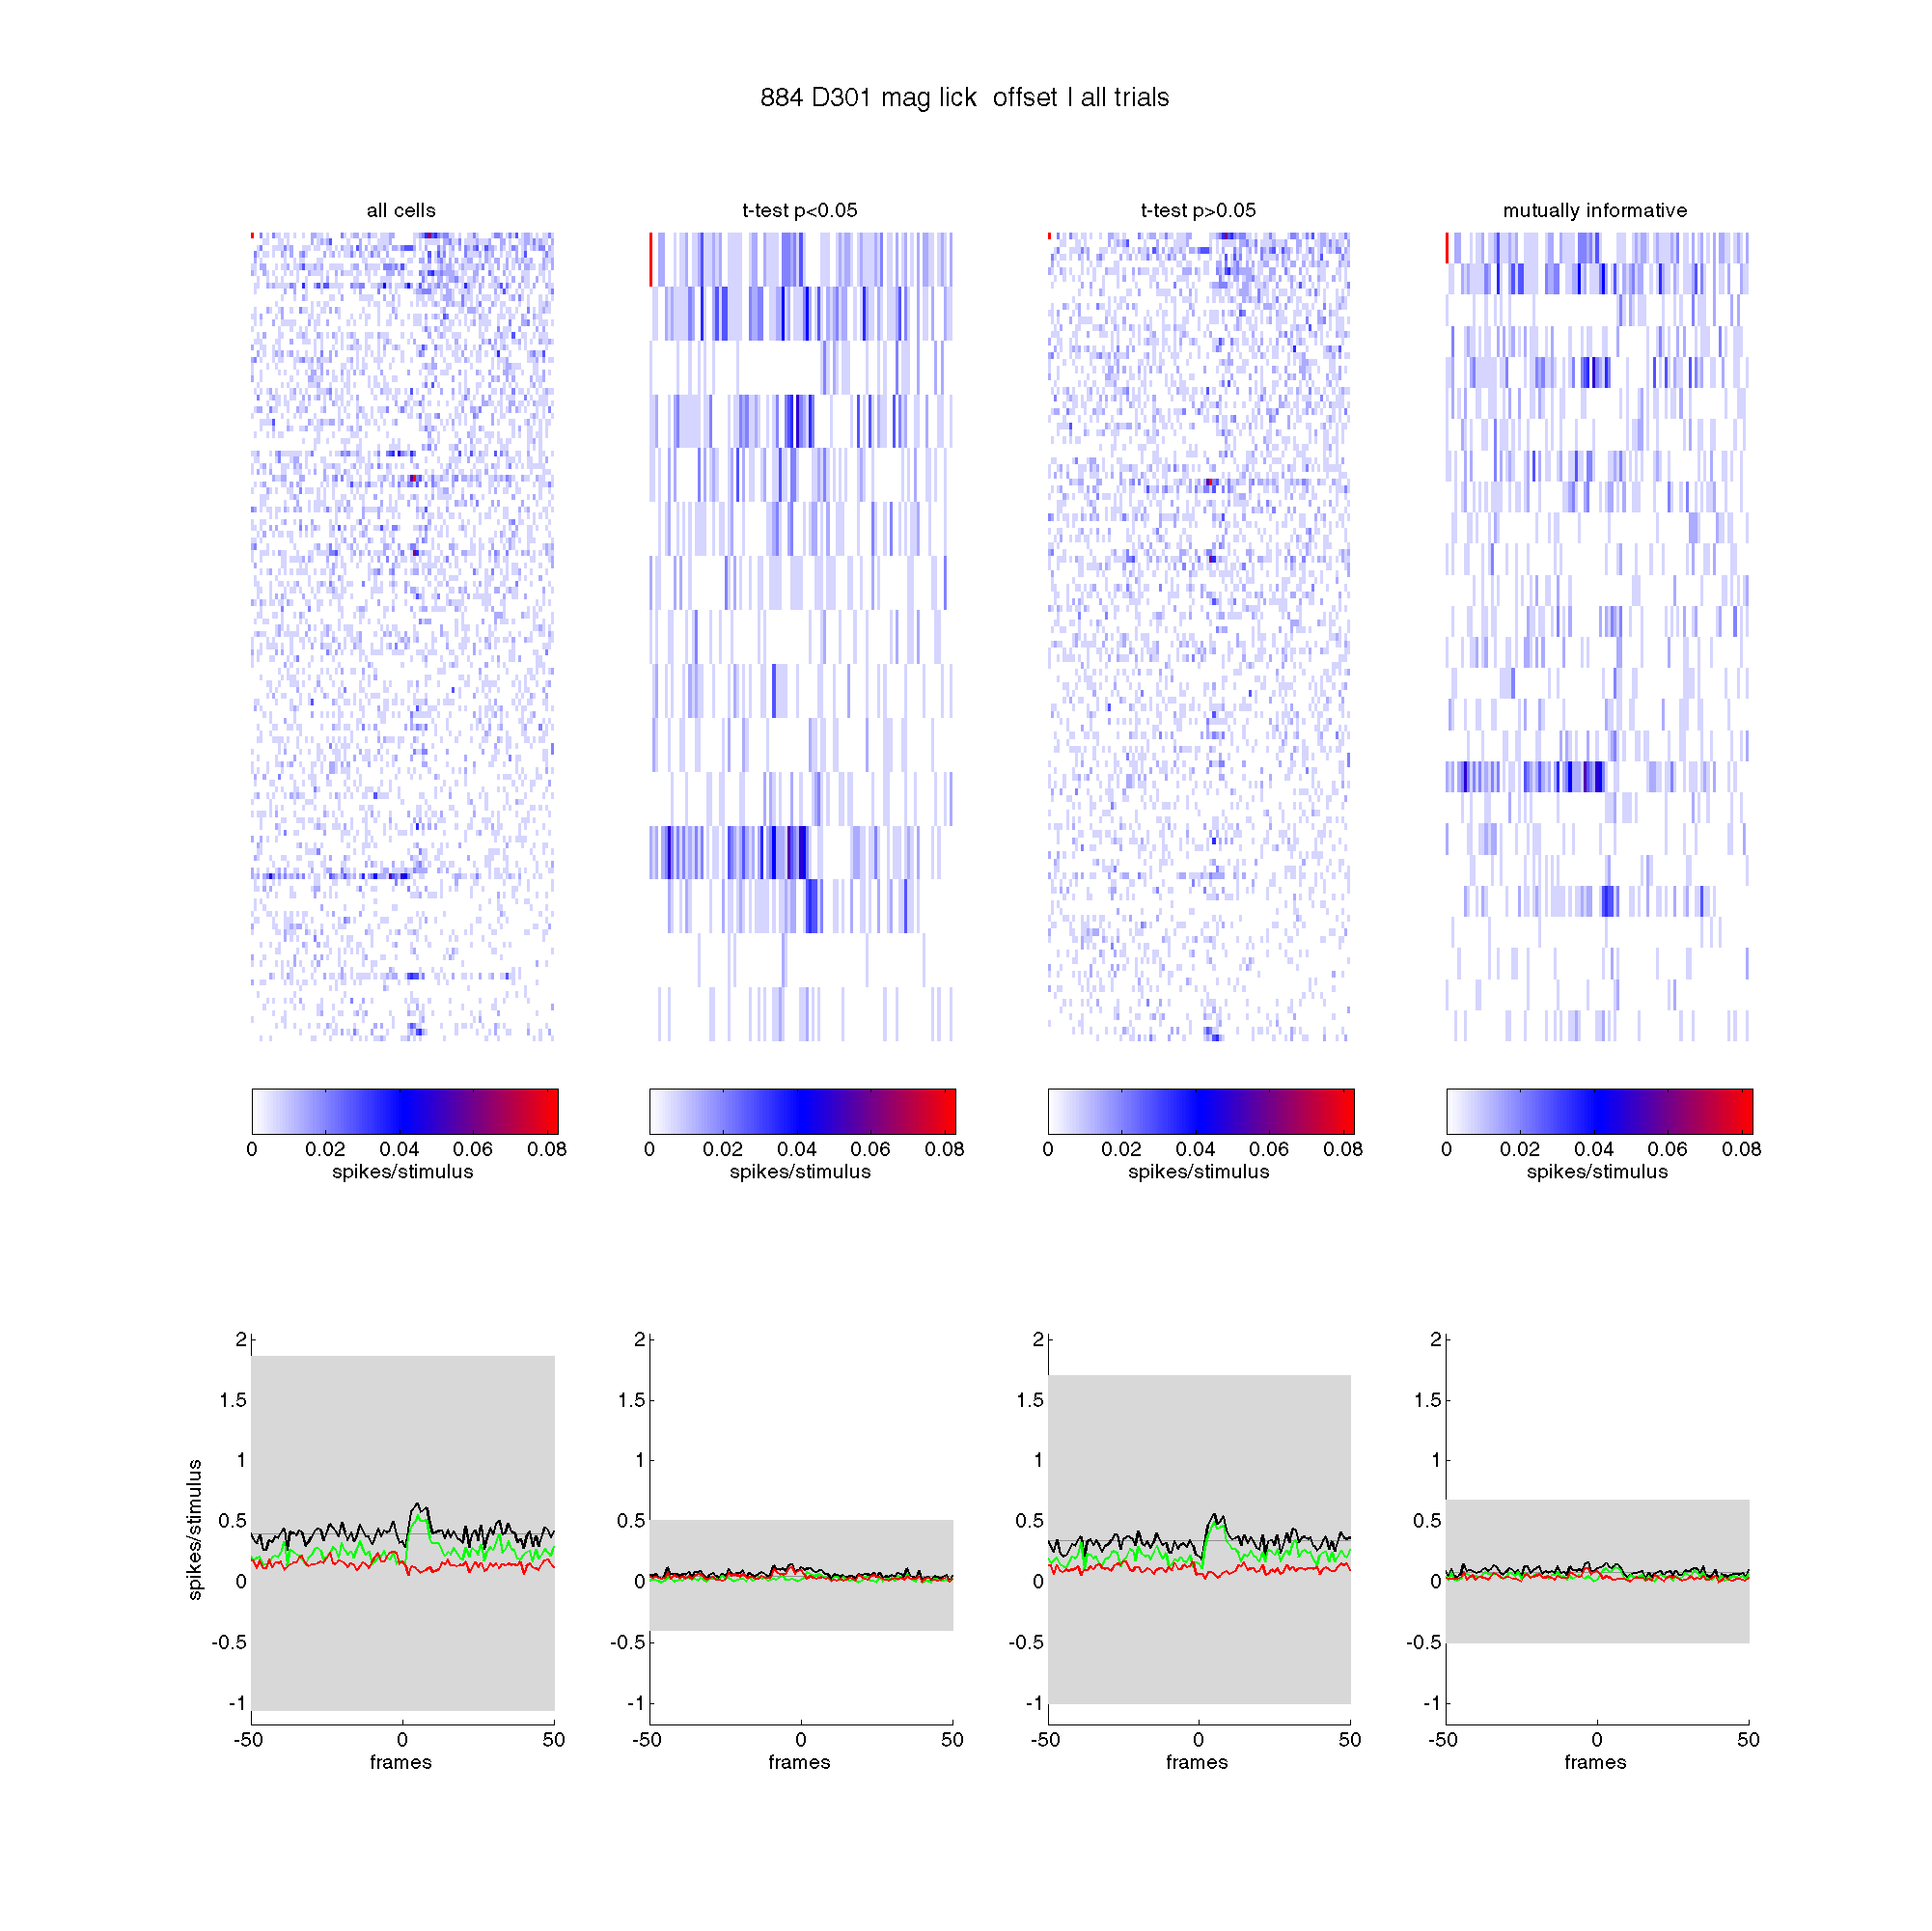 884 D301 mag lick  offset | all trials
all cells
t-test p<0.05
t-test p>0.05
mutually informative
0 0.02 0.04 0.06 0.08
spikes/stimulus
0 0.02 0.04 0.06 0.08
spikes/stimulus
0 0.02 0.04 0.06 0.08
spikes/stimulus
0 0.02 0.04 0.06 0.08
spikes/stimulus
spikes/stimulus
2
1.5
1
0.5
0
-0.5
-1
-50 0 50
frames
2
1.5
1
0.5
0
-0.5
-1
-50 0 50
frames
2
1.5
1
0.5
0
-0.5
-1
-50 0 50
frames
2
1.5
1
0.5
0
-0.5
-1
-50 0 50
frames